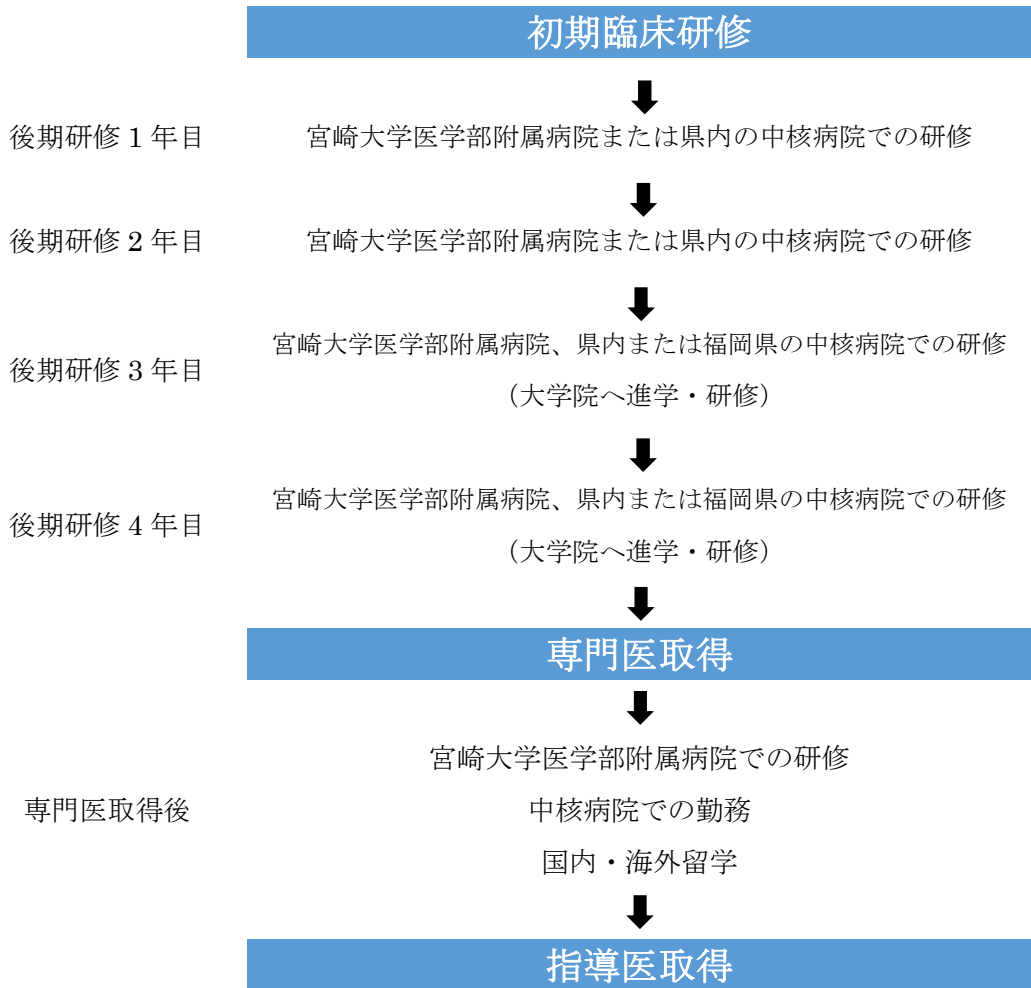 初期臨床研修
後期研修 1 年目
宮崎大学医学部附属病院または県内の中核病院での研修
後期研修 2 年目
宮崎大学医学部附属病院または県内の中核病院での研修
後期研修 3 年目
宮崎大学医学部附属病院、県内または福岡県の中核病院での研修
(大学院へ進学・研修)
後期研修 4 年目
宮崎大学医学部附属病院、県内または福岡県の中核病院での研修
(大学院へ進学・研修)
専門医取得
専門医取得後
宮崎大学医学部附属病院での研修
中核病院での勤務
国内・海外留学
指導医取得